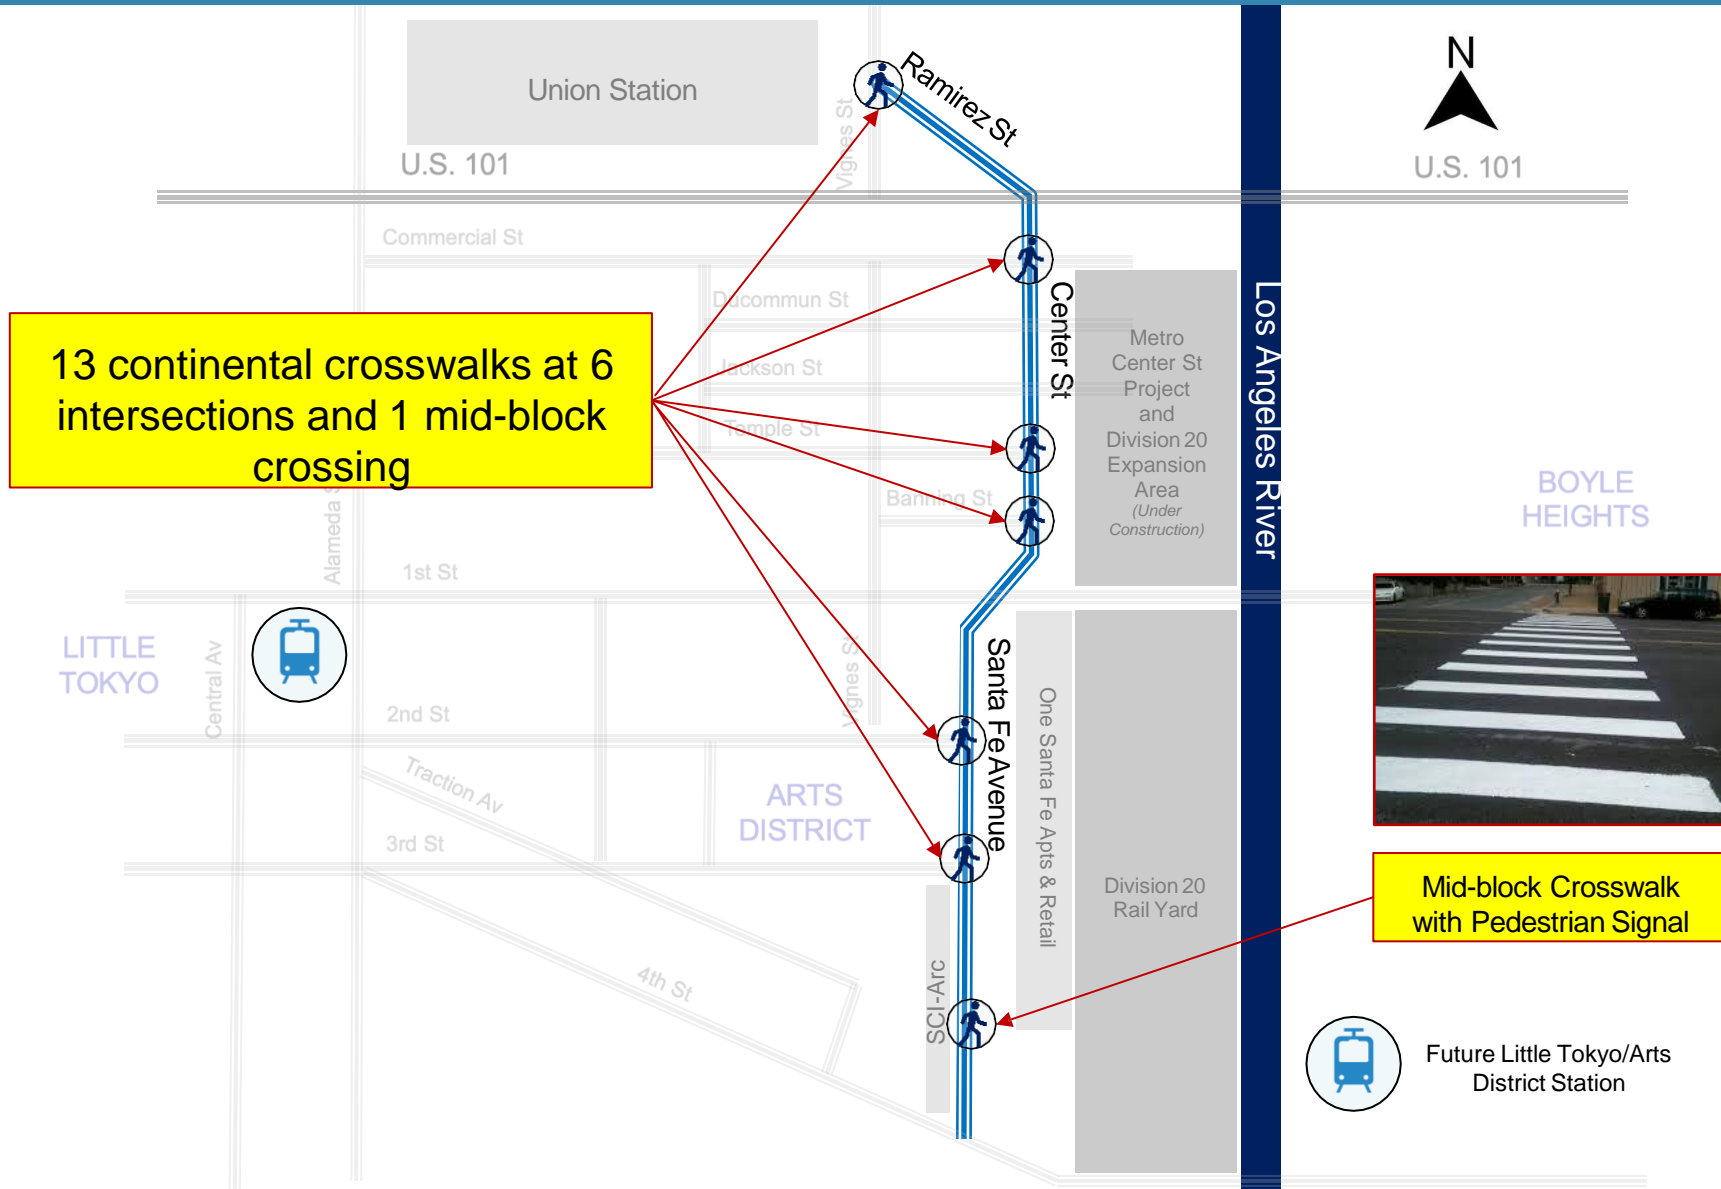 Union Station
Ramirez St
N
Vignes St
U.S. 101
U.S. 101
Commercial St
Ducommun St
Center St
Los Angeles River
13 continental crosswalks at 6
intersections and 1 mid-block
crossing
Jackson St
Metro
Center St
Project
and
Division 20
Expansion
Area
(Under
Construction)
Temple St
Banning St
BOYLE
HEIGHTS
Alameda S
1st St
LITTLE
TOKYO
Central Av
Vignes St
Santa Fe Avenue
One Santa Fe Apts & Retail
2nd St
Traction Av
ARTS
DISTRICT
3rd St
Division 20
Rail Yard
Mid-block Crosswalk
with Pedestrian Signal
4th St
SCI-Arc
Future Little Tokyo/Arts
District Station